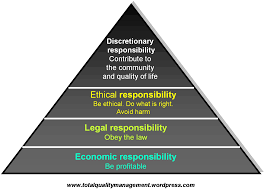 Discretionary
responsibility
Contribute to
the community
and quality of life
Ethical responsibility
Be ethical. Do what is right.
Avoid harm
Legal responsibility
Obey the law
Economic responsibility
Be profitable
www.totalqualitymanagement.wordpress.com